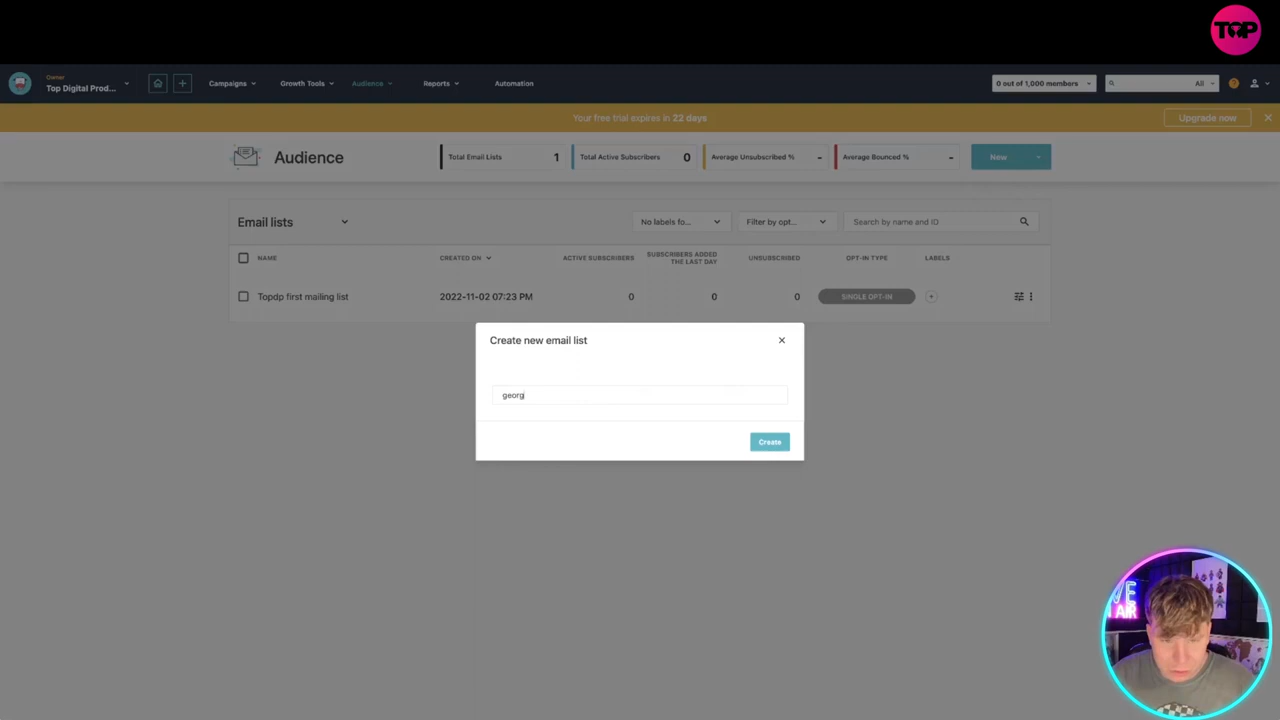 TOP
Owner
Top Digital Prod...
Campaigns
Growth Tools
Audience
Reports
Automation
0 out of 1,000 members
All
Your free trial expires in 22 days
Upgrade now
Audience
Total Email Lists 1
Total Active Subscribers 0
Average Unsubscribed % -
Average Bounced % -
New
Email lists
No labels fo...
Filter by opt...
Search by name and ID
NAME
CREATED ON
ACTIVE SUBSCRIBERS
SUBSCRIBERS ADDED
THE LAST DAY
UNSUBSCRIBED
OPT-IN TYPE
LABELS
Topdp first mailing list
2022-11-02 07:23 PM
0
0
0
SINGLE OPT-IN
Create new email list
georg
Create
AIR